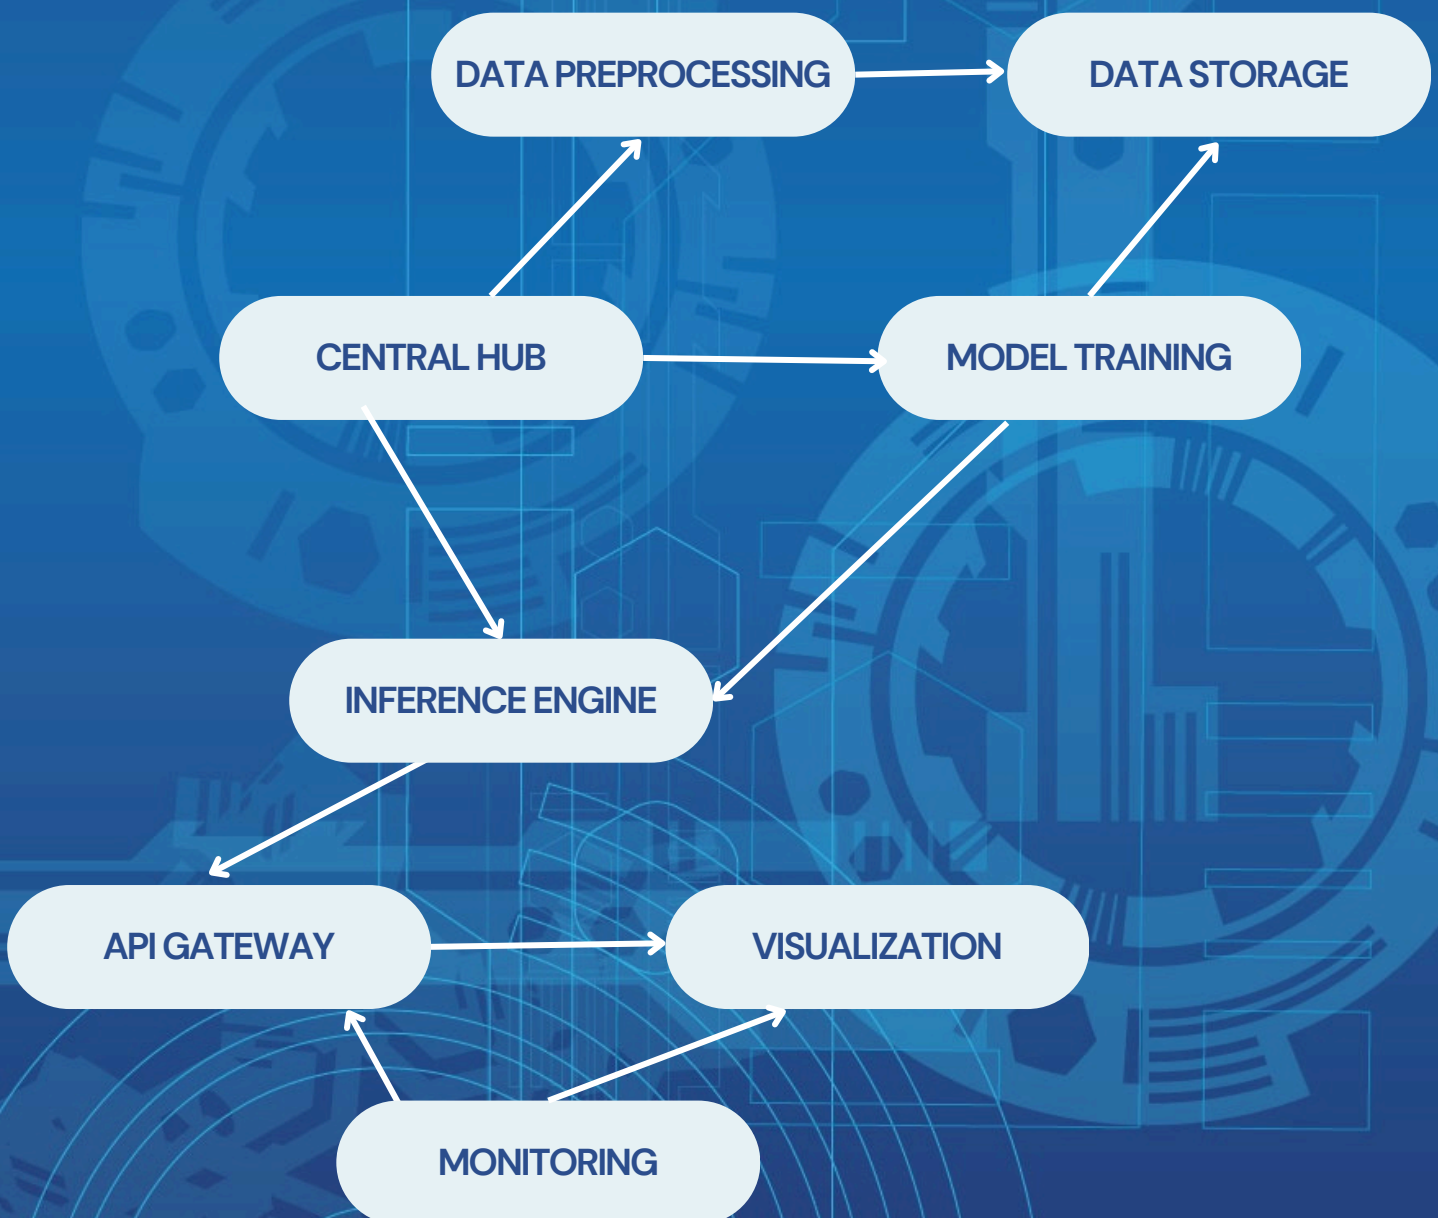 DATA PREPROCESSING
DATA STORAGE
CENTRAL HUB
MODEL TRAINING
INFERENCE ENGINE
API GATEWAY
VISUALIZATION
MONITORING